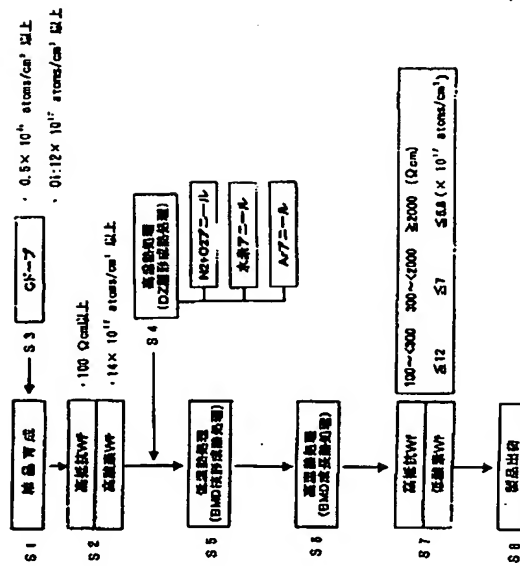 S1
結晶育成
S3
Cドープ
・0.5×10¹⁶ atoms/cm³ 以上
・Oi:12×10¹⁷ atoms/cm³ 以上
S2
高抵抗Wf
高酸素Wf
・100 Ωcm以上
・14×10¹⁷ atoms/cm³ 以上
S4
高温熱処理
(DZ層形成熱処理)
N2+O2アニール
水素アニール
Arアニール
S5
低温熱処理
(BMD核形成熱処理)
S6
高温熱処理
(BMD成長熱処理)
S7
高抵抗Wf
低酸素Wf
100～<300 300～<2000 ≧2000 (Ωcm)
≦12 ≦7 ≦5.8 (×10¹⁷ atoms/cm³)
S8
製品出荷